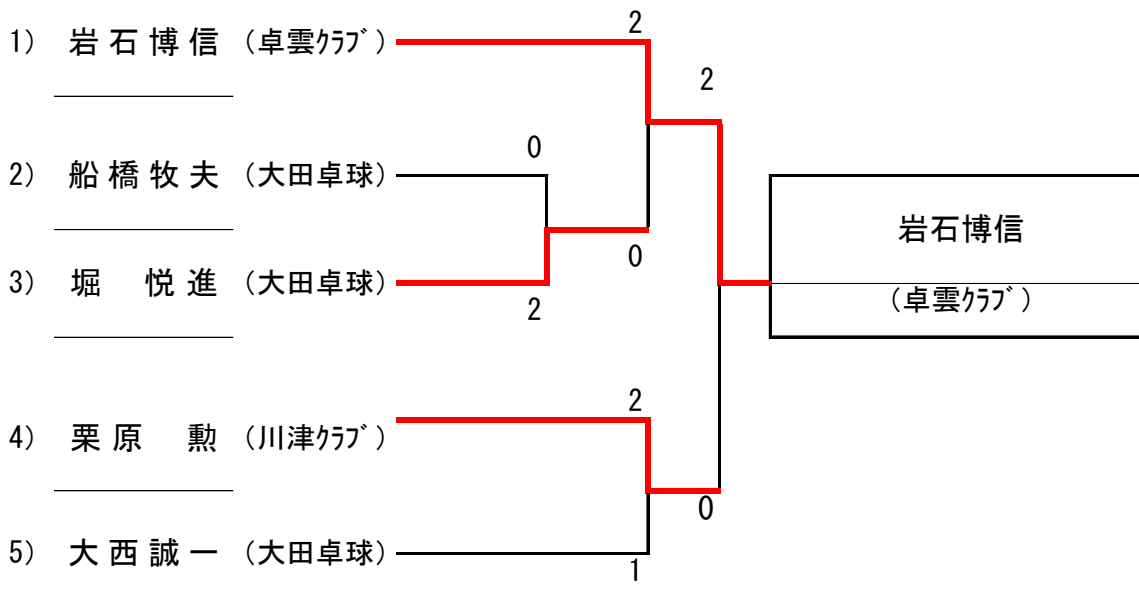 1) 岩石博信 (卓雲ｸﾗﾌﾞ) 2
2
2) 船橋牧夫 (大田卓球) 0
岩石博信
(卓雲ｸﾗﾌﾞ)
3) 堀 悦進 (大田卓球) 2
0
4) 栗原 勲 (川津ｸﾗﾌﾞ) 2
0
5) 大西誠一 (大田卓球) 1